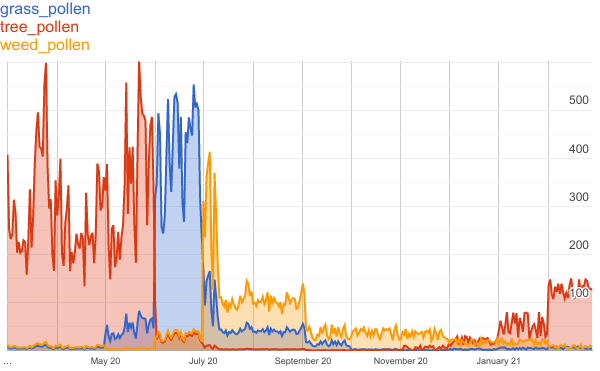 grass_pollen
tree_pollen
weed_pollen
500
400
300
200
100
... May 20 July 20 September 20 November 20 January 21